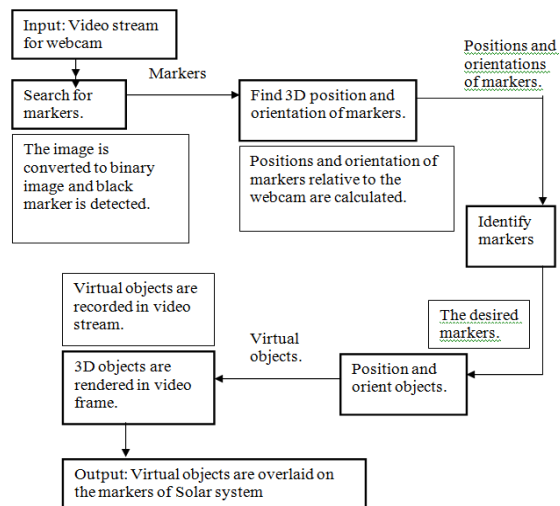 Input: Video stream
for webcam
Markers
Positions and
orientations
of markers.
Search for
markers.
Find 3D position and
orientation of markers.
The image is
converted to binary
image and black
marker is detected.
Positions and orientation of
markers relative to the
webcam are calculated.
Identify
markers
Virtual objects are
recorded in video
stream.
The desired
markers.
Virtual
objects.
3D objects are
rendered in video
frame.
Position and
orient objects.
Output: Virtual objects are overlaid on
the markers of Solar system